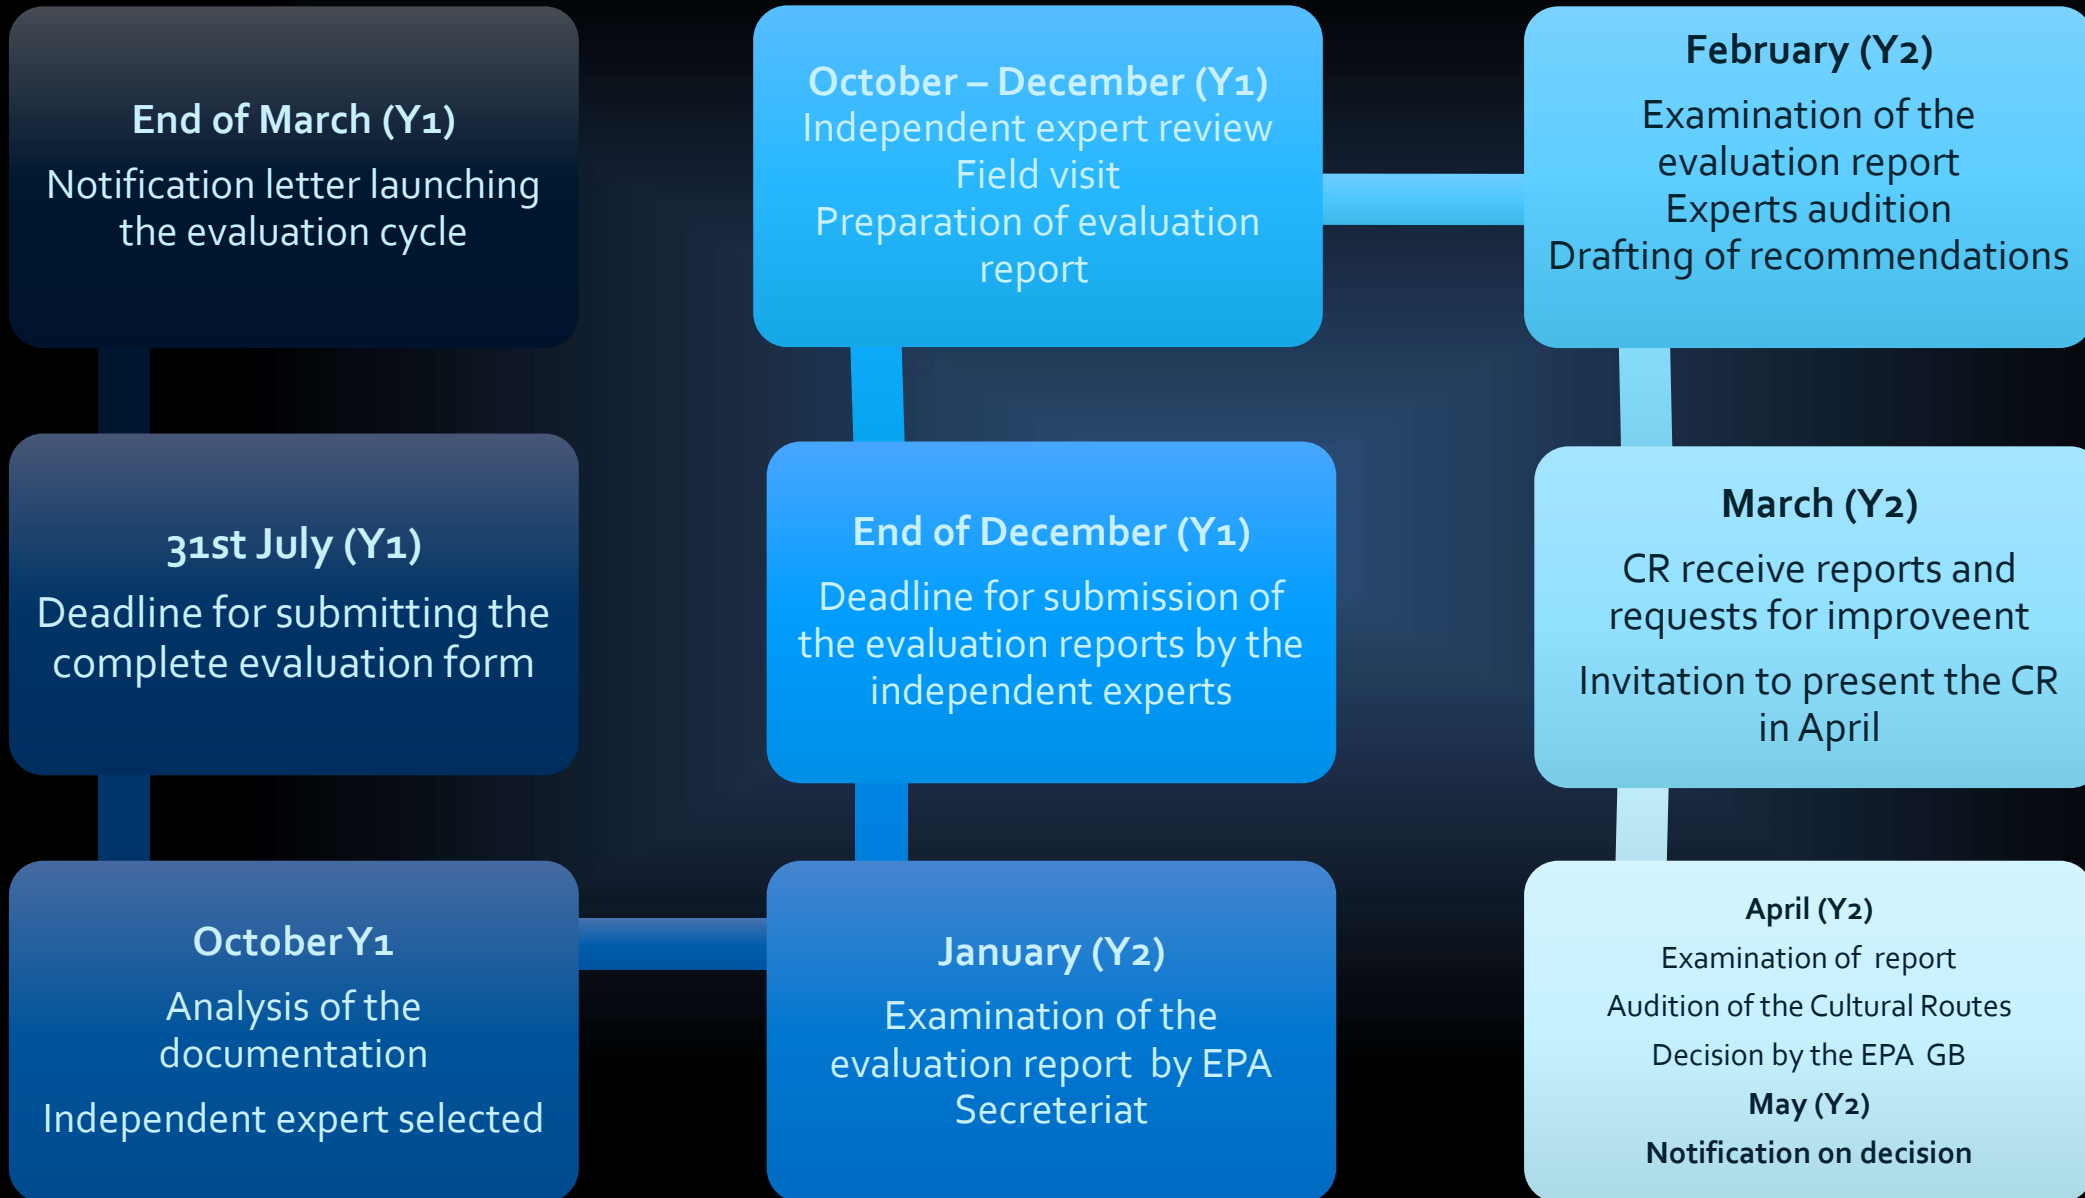 End of March (Y1)
Notification letter launching
the evaluation cycle
31st July (Y1)
Deadline for submitting the
complete evaluation form
October Y1
Analysis of the
documentation
Independent expert selected
October – December (Y1)
Independent expert review
Field visit
Preparation of evaluation
report
End of December (Y1)
Deadline for submission of
the evaluation reports by the
independent experts
January (Y2)
Examination of the
evaluation report by EPA
Secreteriat
February (Y2)
Examination of the
evaluation report
Experts audition
Drafting of recommendations
March (Y2)
CR receive reports and
requests for improveent
Invitation to present the CR
in April
April (Y2)
Examination of report
Audition of the Cultural Routes
Decision by the EPA GB
May (Y2)
Notification on decision